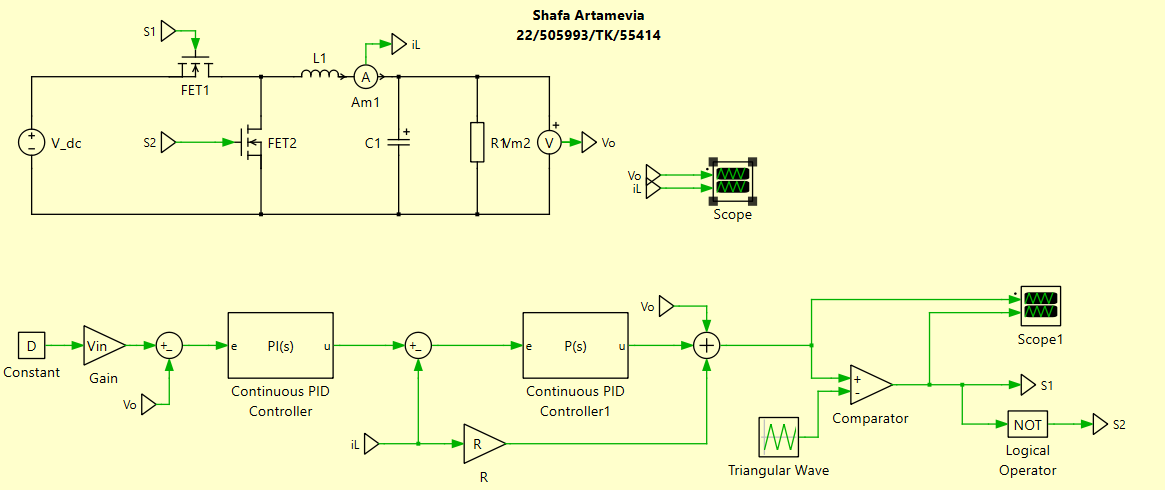 Shafa Artamevia
22/505993/TK/55414
S1
FET1
L1
A
iL
Am1
V_dc
S2
FET2
C1
R1
Vm2
V
Vo
Vo
iL
Scope
D
Constant
Vin
Gain
Vo
e
PI(s)
u
Continuous PID
Controller
iL
R
R
e
P(s)
u
Continuous PID
Controller1
Vo
Triangular Wave
Comparator
Scope1
S1
NOT
S2
Logical
Operator